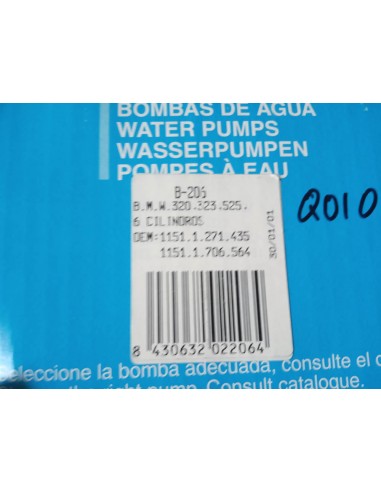 BOMBAS DE AGUA
WATER PUMPS
WASSERPUMPEN
POMPES À EAU
B-206
B.M.W.320.323.525.
6 CILINDROS
OEM:1151.1.271.435
1151.1.706.564
30/01/01
Q010
8 430632 022064
eleccione la bomba adecuada, consulte el c
right pump. Consult catalogue.